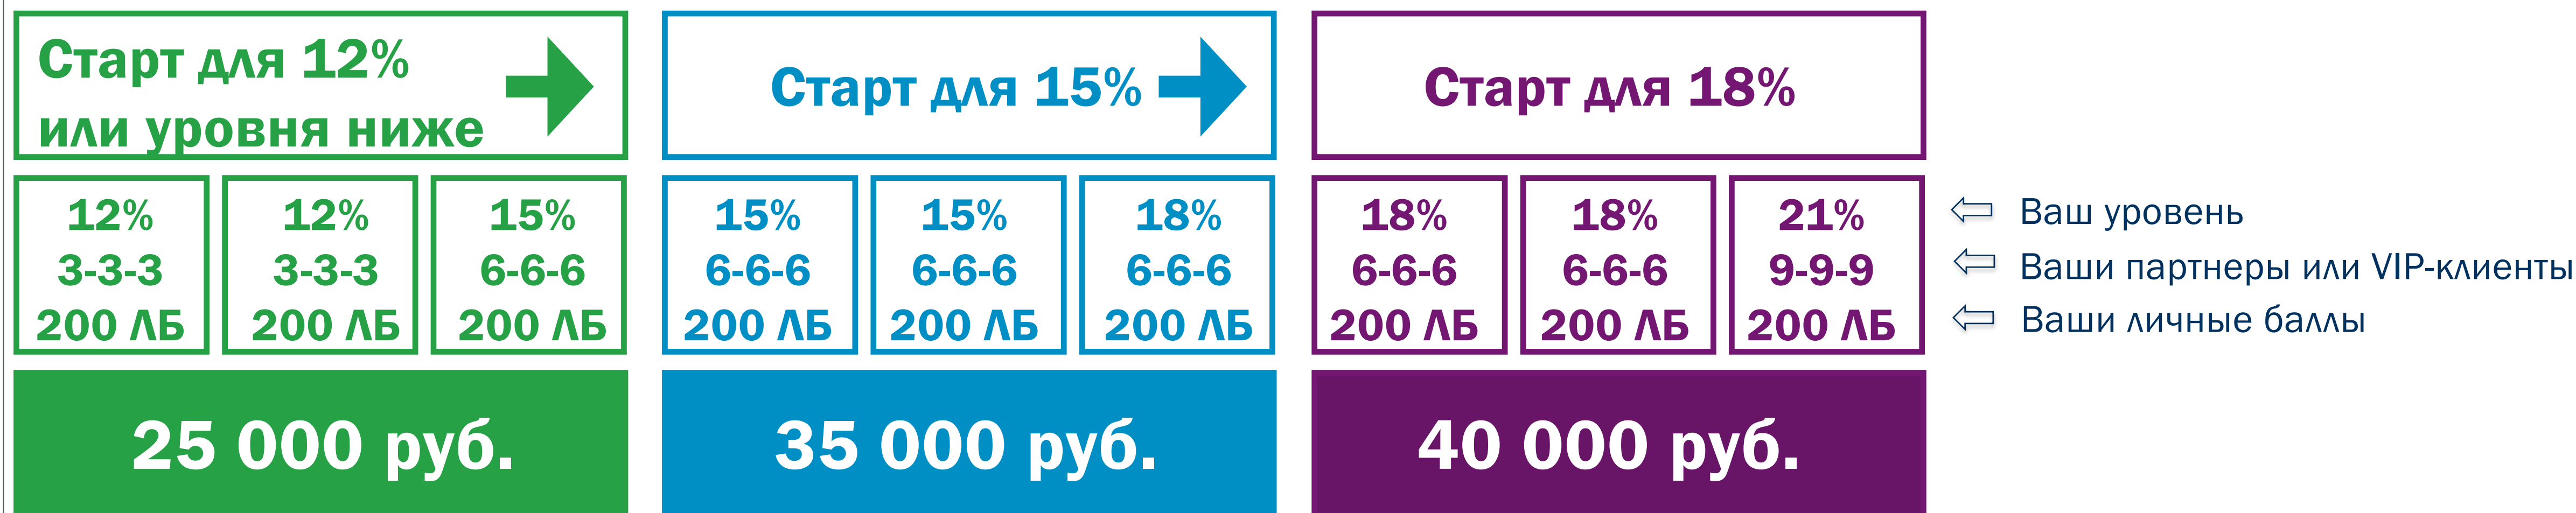 Старт для 12%
или уровня ниже
Старт для 15%
Старт для 18%
12%
3-3-3
200 ЛБ
12%
3-3-3
200 ЛБ
15%
6-6-6
200 ЛБ
15%
6-6-6
200 ЛБ
15%
6-6-6
200 ЛБ
18%
6-6-6
200 ЛБ
18%
6-6-6
200 ЛБ
18%
6-6-6
200 ЛБ
21%
9-9-9
200 ЛБ
Ваш уровень
Ваши партнеры или VIP-клиенты
Ваши личные баллы
25 000 руб.
35 000 руб.
40 000 руб.